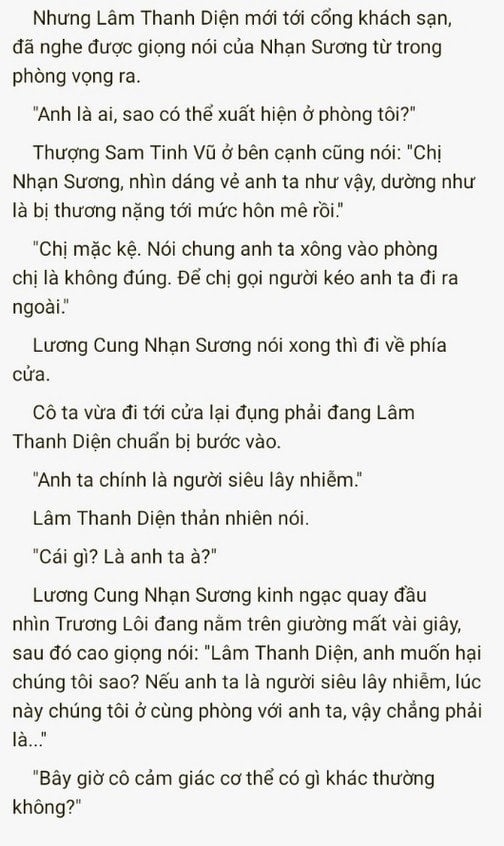 Nhưng Lâm Thanh Diện mới tới cổng khách sạn,
đã nghe được giọng nói của Nhạn Sương từ trong
phòng vọng ra.
"Anh là ai, sao có thể xuất hiện ở phòng tôi?"
Thượng Sam Tinh Vũ ở bên cạnh cũng nói: "Chị
Nhạn Sương, nhìn dáng vẻ anh ta như vậy, dường như
là bị thương nặng tới mức hôn mê rồi."
"Chị mặc kệ. Nói chung anh ta xông vào phòng
chị là không đúng. Để chị gọi người kéo anh ta đi ra
ngoài."
Lương Cung Nhạn Sương nói xong thì đi về phía
cửa.
Cô ta vừa đi tới cửa lại đụng phải đang Lâm
Thanh Diện chuẩn bị bước vào.
"Anh ta chính là người siêu lây nhiễm."
Lâm Thanh Diện thản nhiên nói.
"Cái gì? Là anh ta à?"
Lương Cung Nhạn Sương kinh ngạc quay đầu
nhìn Trương Lôi đang nằm trên giường mất vài giây,
sau đó cao giọng nói: "Lâm Thanh Diện, anh muốn hại
chúng tôi sao? Nếu anh ta là người siêu lây nhiễm, lúc
này chúng tôi ở cùng phòng với anh ta, vậy chẳng phải
là..."
"Bây giờ cô cảm giác cơ thể có gì khác thường
không?"